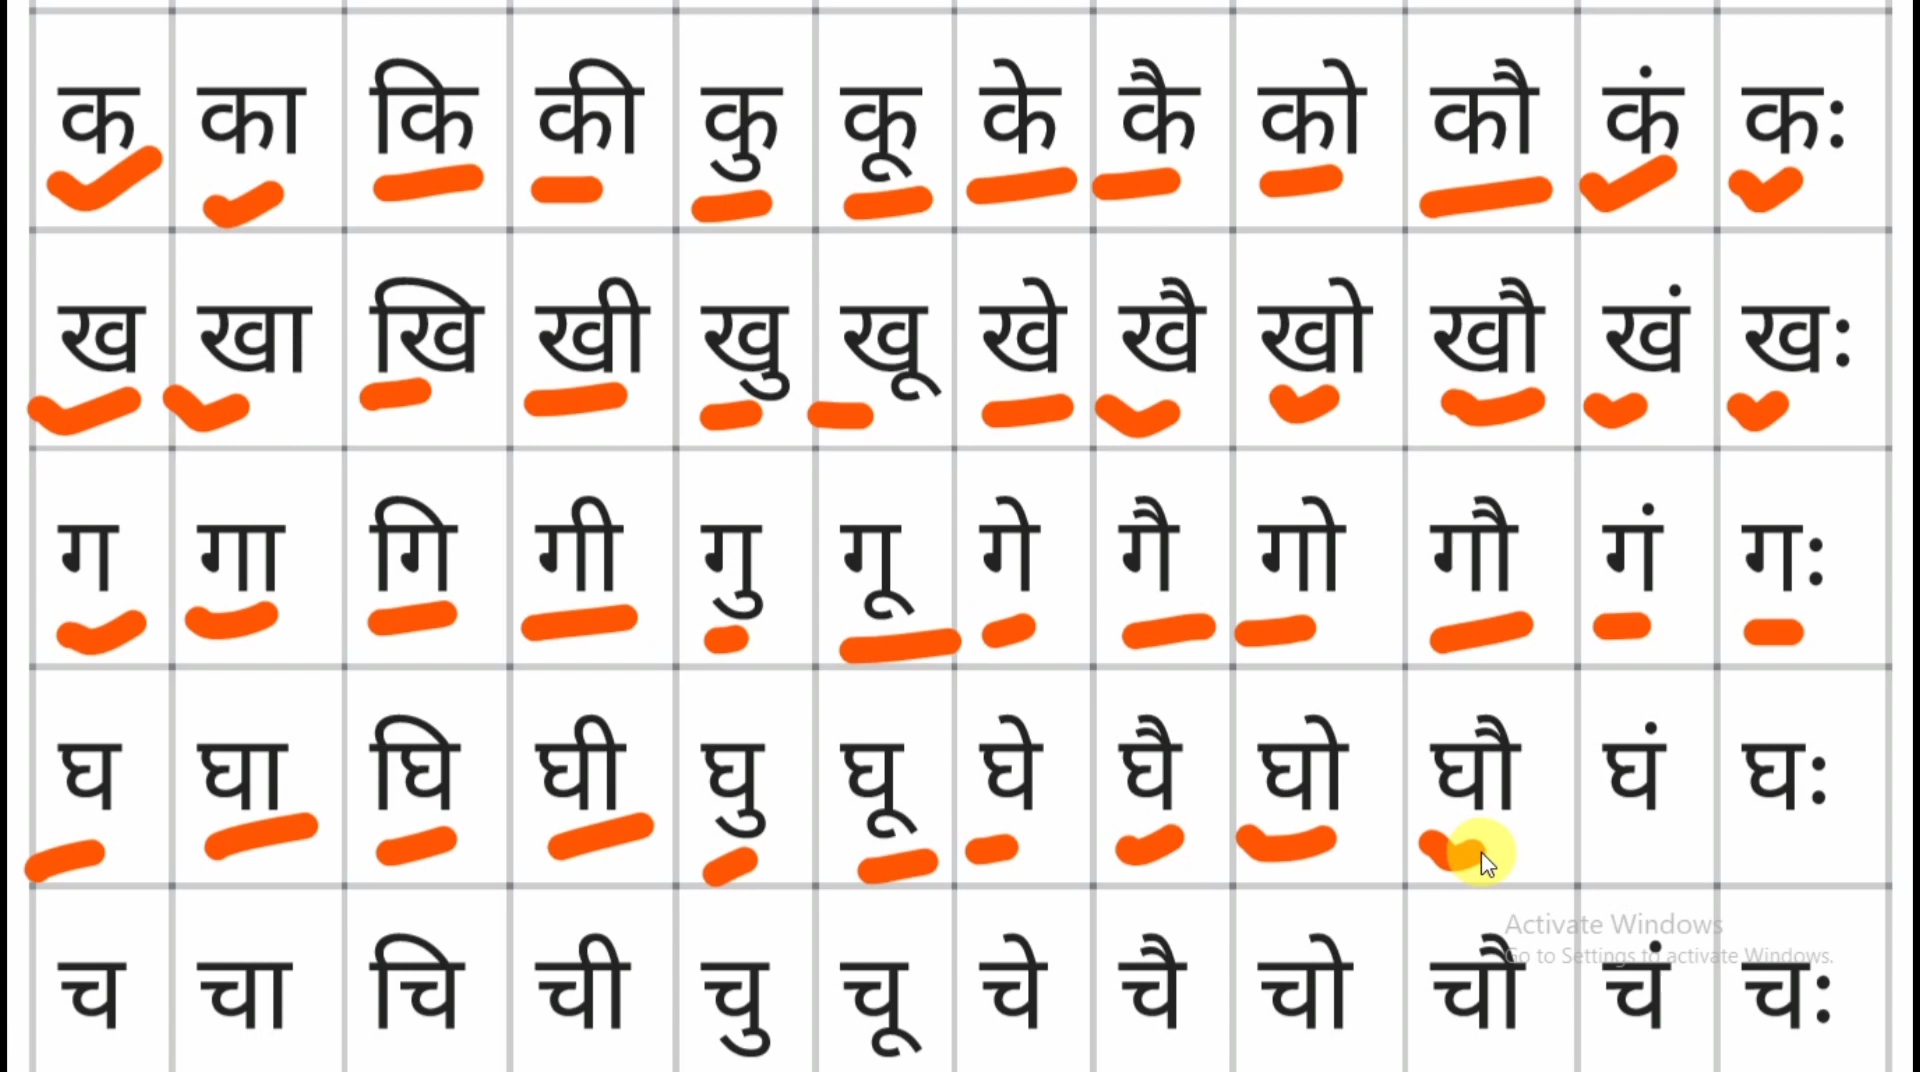 क का कि की कु कू के कै को कौ कं कः
ख खा खि खी खु खू खे खै खो खौ खं खः
ग गा गि गी गु गू गे गै गो गौ गं गः
घ घा घि घी घु घू घे घै घो घौ घं घः
Activate Windows
Go to Settings to activate Windows.
च चा चि ची चु चू चे चै चो चौ चं चः